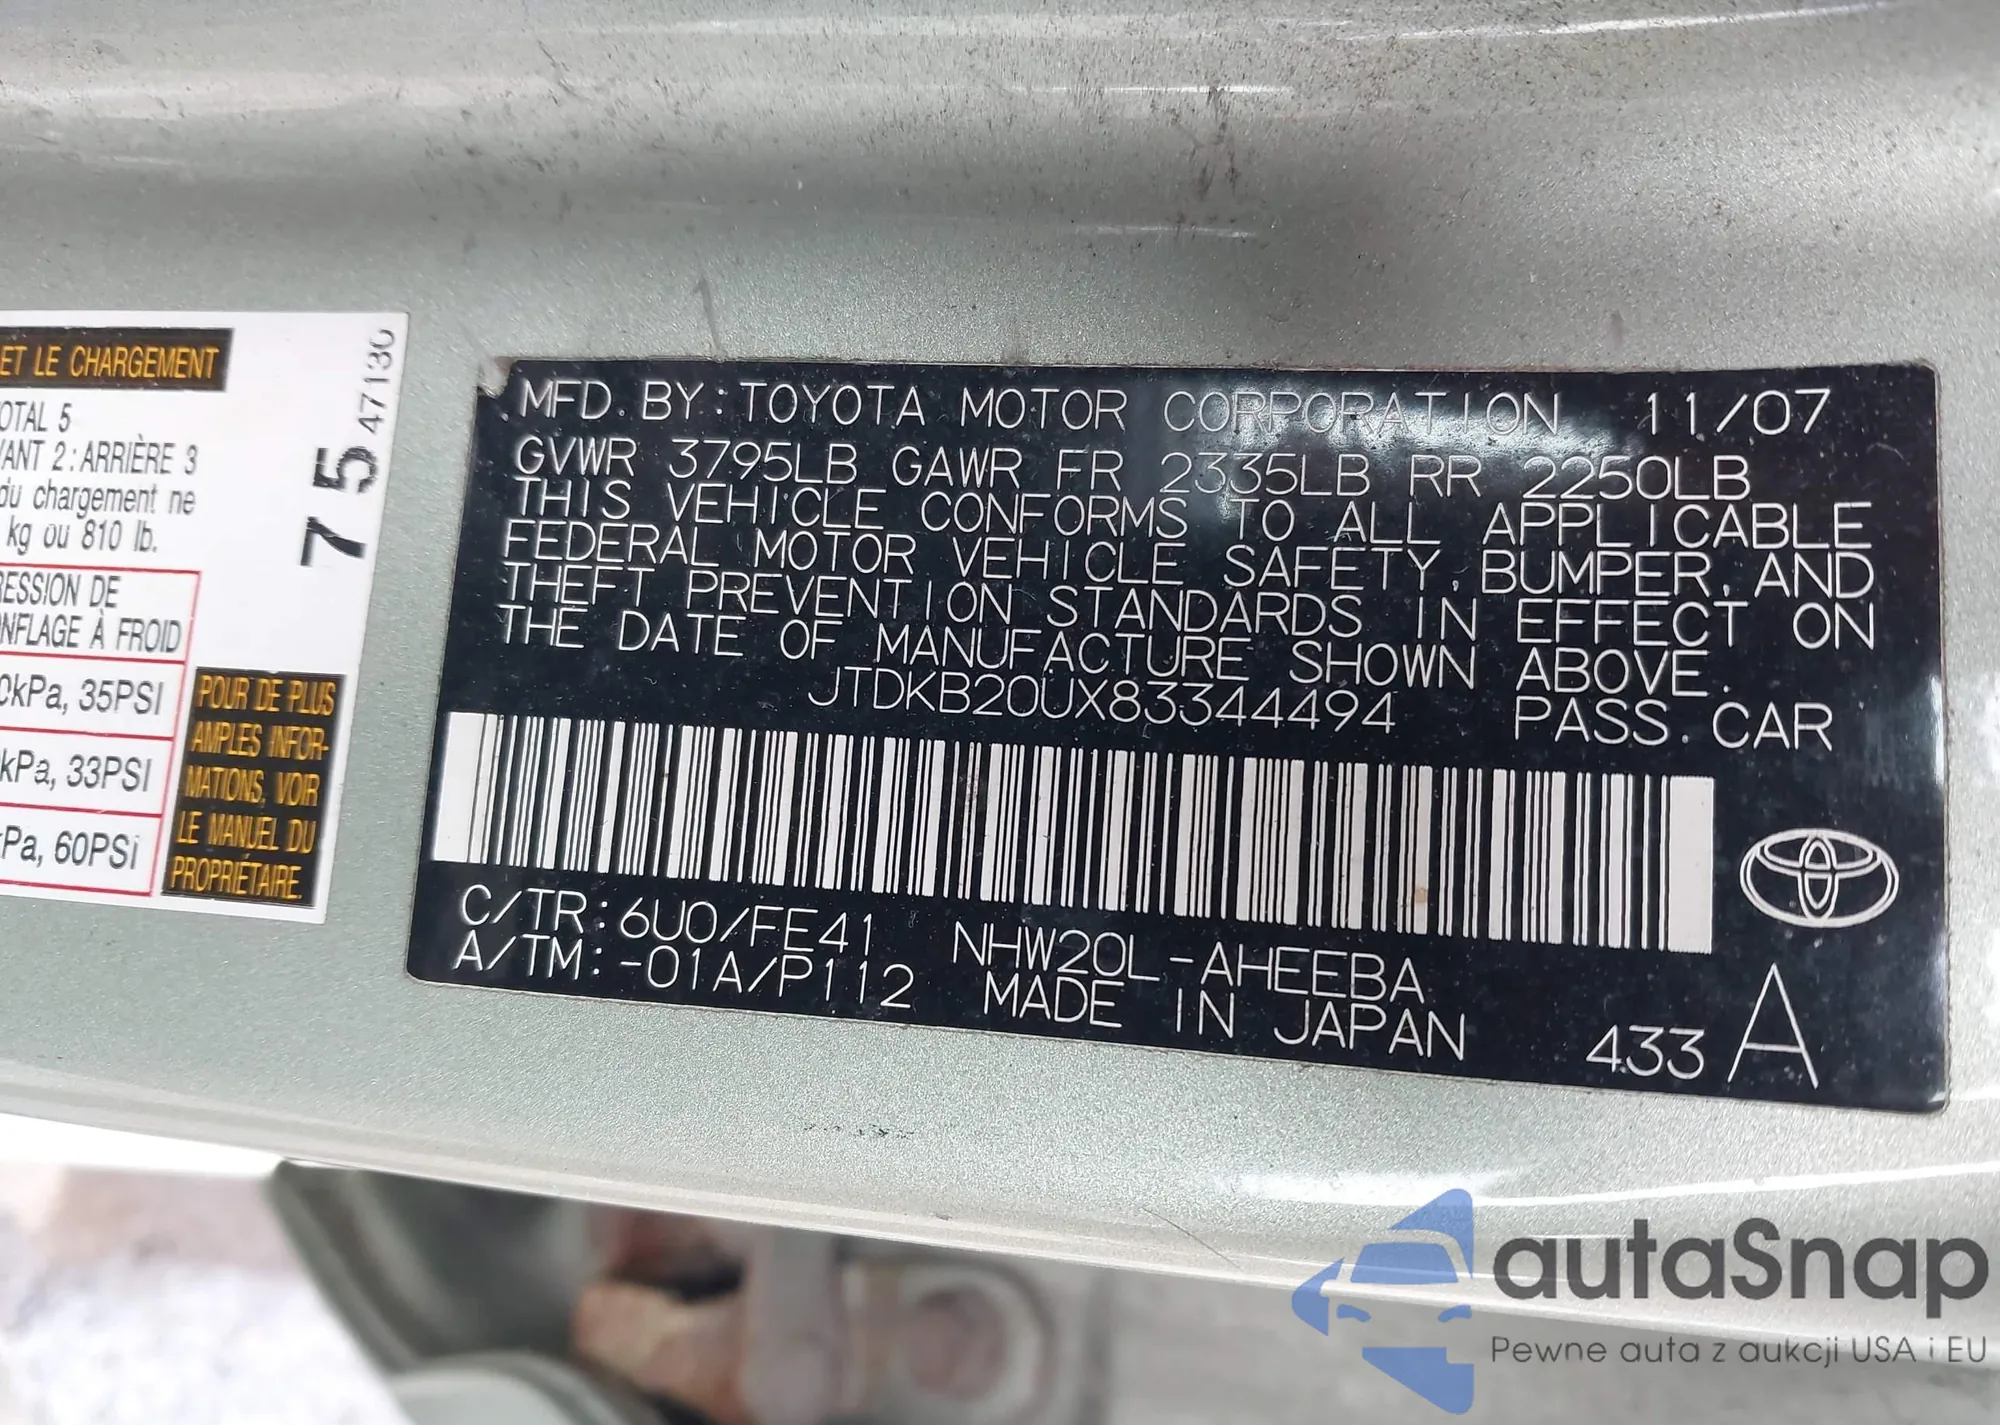 ET LE CHARGEMENT
TOTAL 5
AVANT 2: ARRIÈRE 3
du chargement ne
kg ou 810 lb.
RESSION DE
NFLAGE À FROID
0kPa, 35PSI
kPa, 33PSI
kPa, 60PSI
75
47130
POUR DE PLUS
AMPLES INFOR-
MATIONS, VOIR
LE MANUEL DU
PROPRIÉTAIRE.
MFD. BY: TOYOTA MOTOR CORPORATION 11/07
GVWR 3795LB GAWR FR 2335LB RR 2250LB
THIS VEHICLE CONFORMS TO ALL APPLICABLE
FEDERAL MOTOR VEHICLE SAFETY, BUMPER, AND
THEFT PREVENTION STANDARDS IN EFFECT ON
THE DATE OF MANUFACTURE SHOWN ABOVE.
JTDKB20UX83344494 PASS. CAR
C/TR: 6U0/FE41 NHW20L-AHEEBA
A/TM: -01A/P112 MADE IN JAPAN 433 A
autoSnap
Pewne auta z aukcji USA i EU